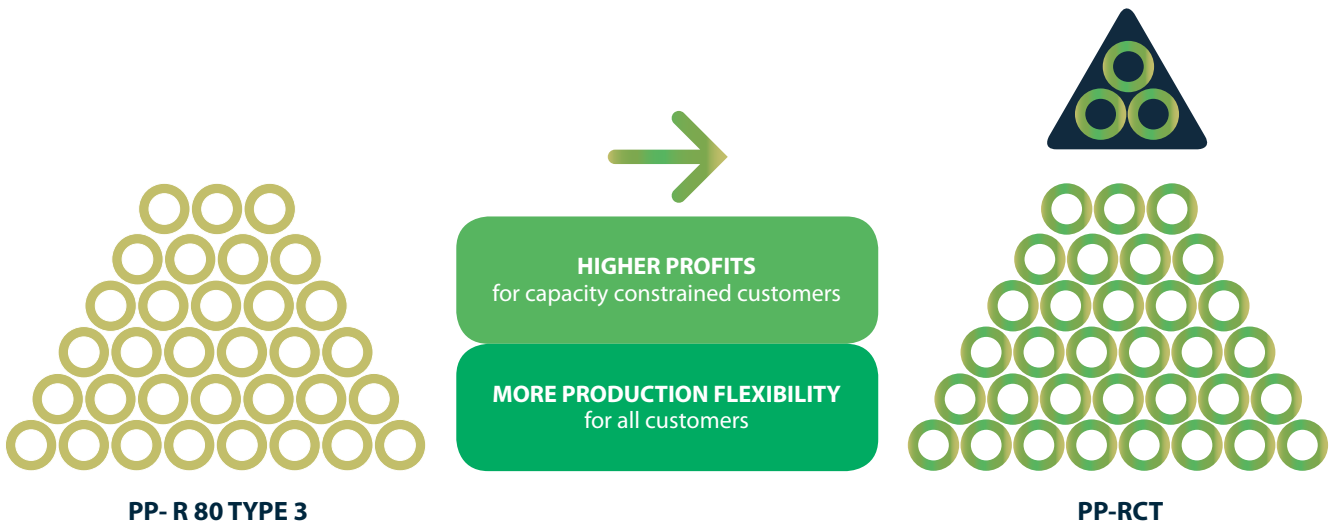 HIGHER PROFITS
for capacity constrained customers
MORE PRODUCTION FLEXIBILITY
for all customers
PP- R 80 TYPE 3
PP-RCT